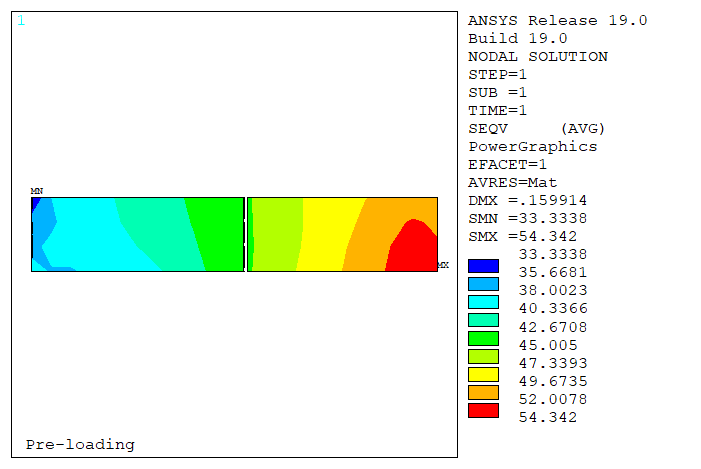 1
ANSYS Release 19.0
Build 19.0
NODAL SOLUTION
STEP=1
SUB =1
TIME=1
SEQV     (AVG)
PowerGraphics
EFACET=1
AVRES=Mat
DMX =.159914
SMN =33.3338
SMX =54.342
33.3338
35.6681
38.0023
40.3366
42.6708
45.005
47.3393
49.6735
52.0078
54.342
MN
MX
Pre-loading